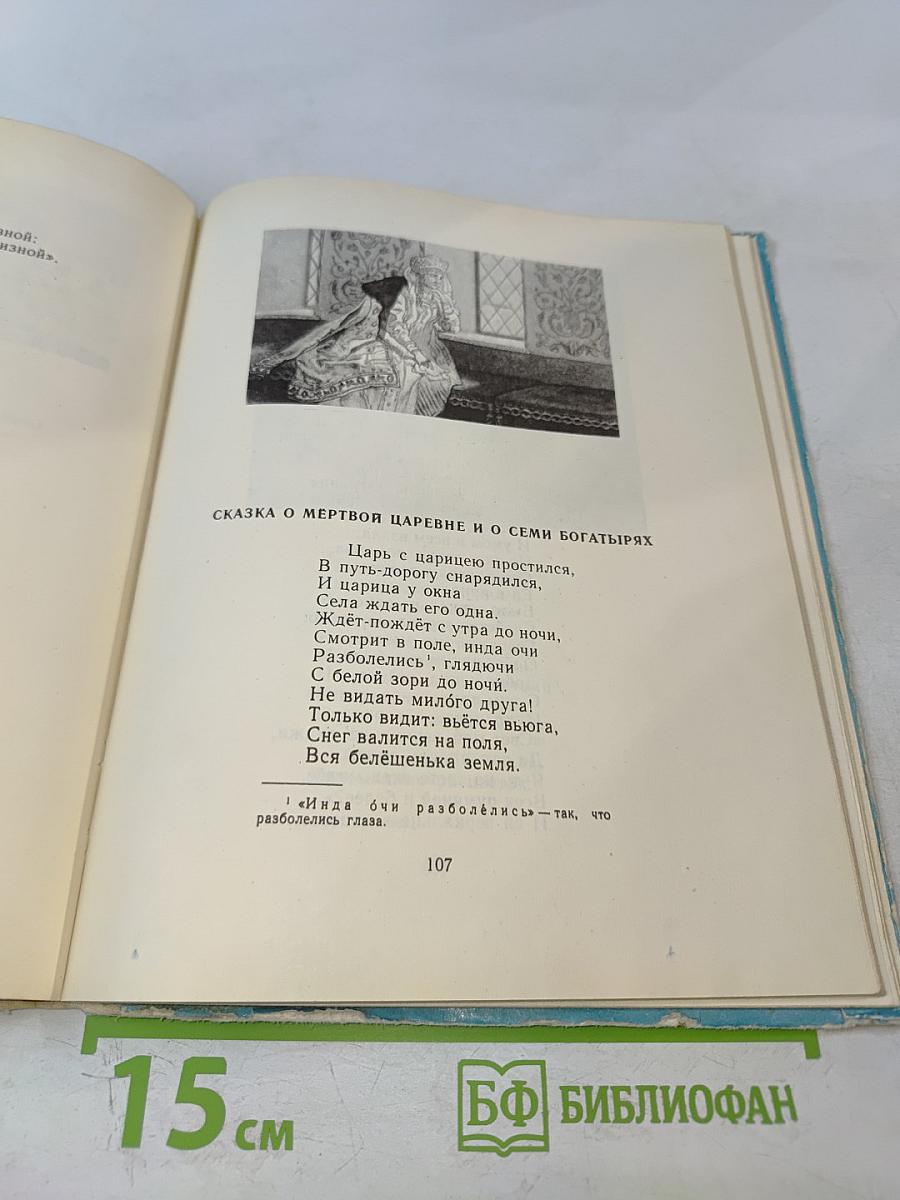 изной».
СКАЗКА О МЁРТВОЙ ЦАРЕВНЕ И О СЕМИ БОГАТЫРЯХ
Царь с царицею простился,
В путь-дорогу снарядился,
И царица у окна
Села ждать его одна.
Ждёт-пождёт с утра до ночи,
Смотрит в поле, инда очи
Разболелись¹, глядючи
С белой зори до ночи́.
Не видать мило́го друга!
Только видит: вьётся вьюга,
Снег валится на поля,
Вся белёшенька земля.
¹ «Инда о́чи разболе́лись» — так, что
разболелись глаза.
107
15 см
БФ БИБЛИОФАН